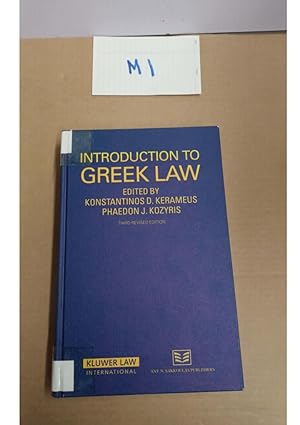 M1
INTRODUCTION TO
GREEK LAW
EDITED BY
KONSTANTINOS D. KERAMEUS
PHAEDON J. KOZYRIS
THIRD REVISED EDITION
KLUWER LAW
INTERNATIONAL
ANT. N. SAKKOULAS PUBLISHERS